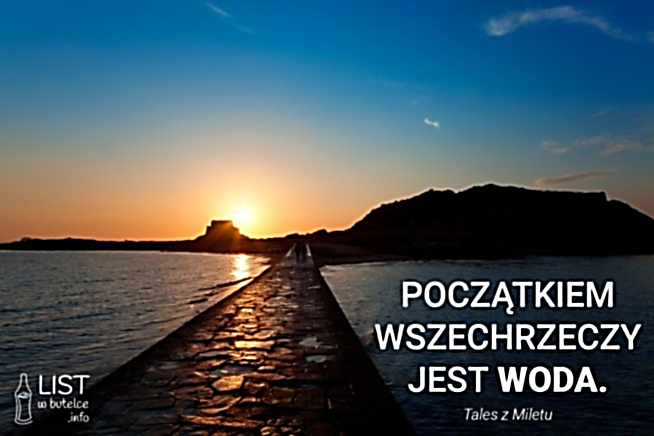 POCZĄTKIEM
WSZECHRZECZY
JEST WODA.
Tales z Miletu
LIST
w butelce
.info